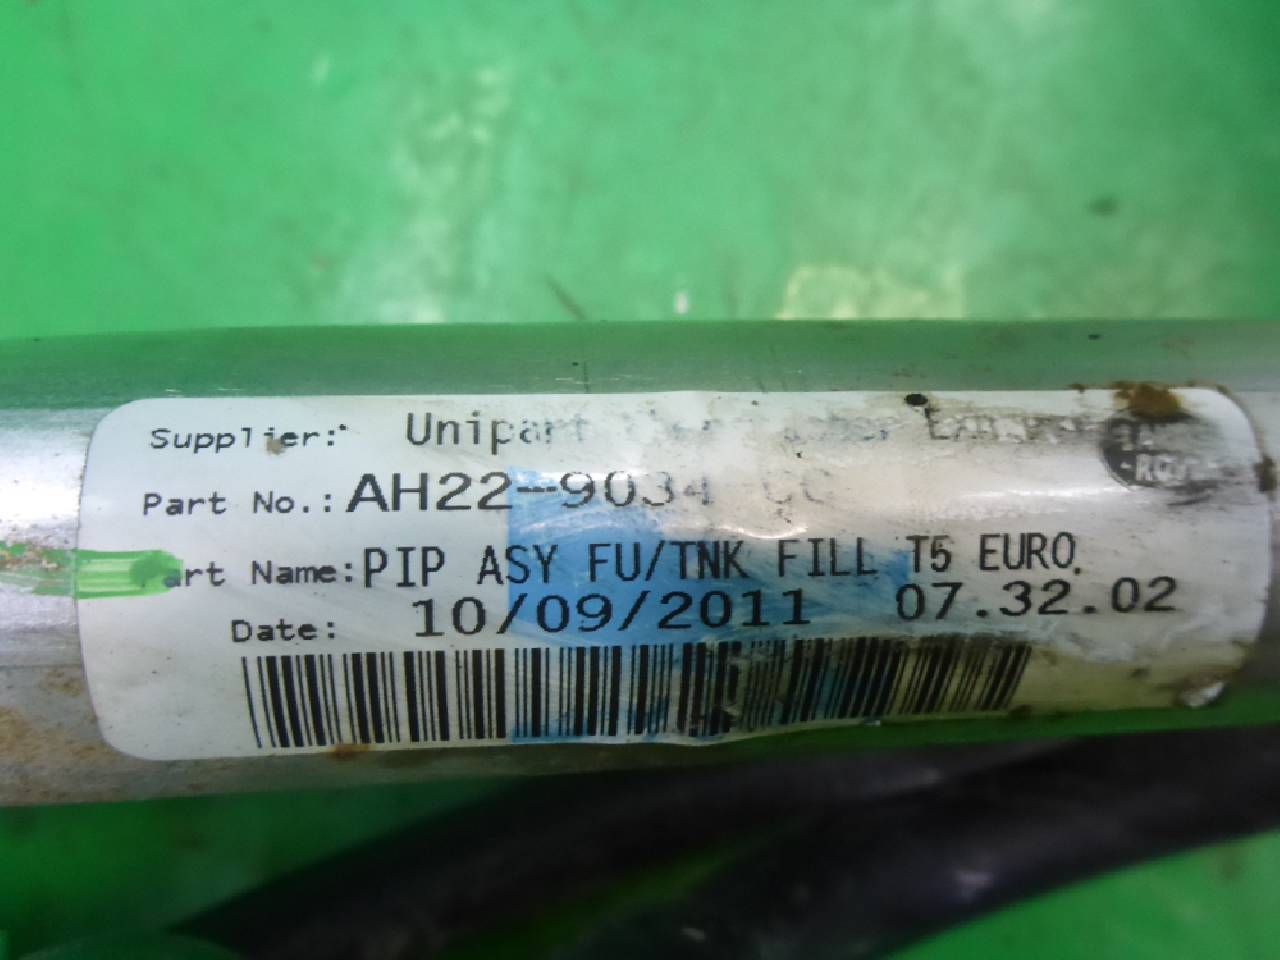 Supplier: Unipart
Part No.: AH22-9034
Part Name: PIP ASY FU/TNK FILL T5 EURO.
Date: 10/09/2011 07.32.02